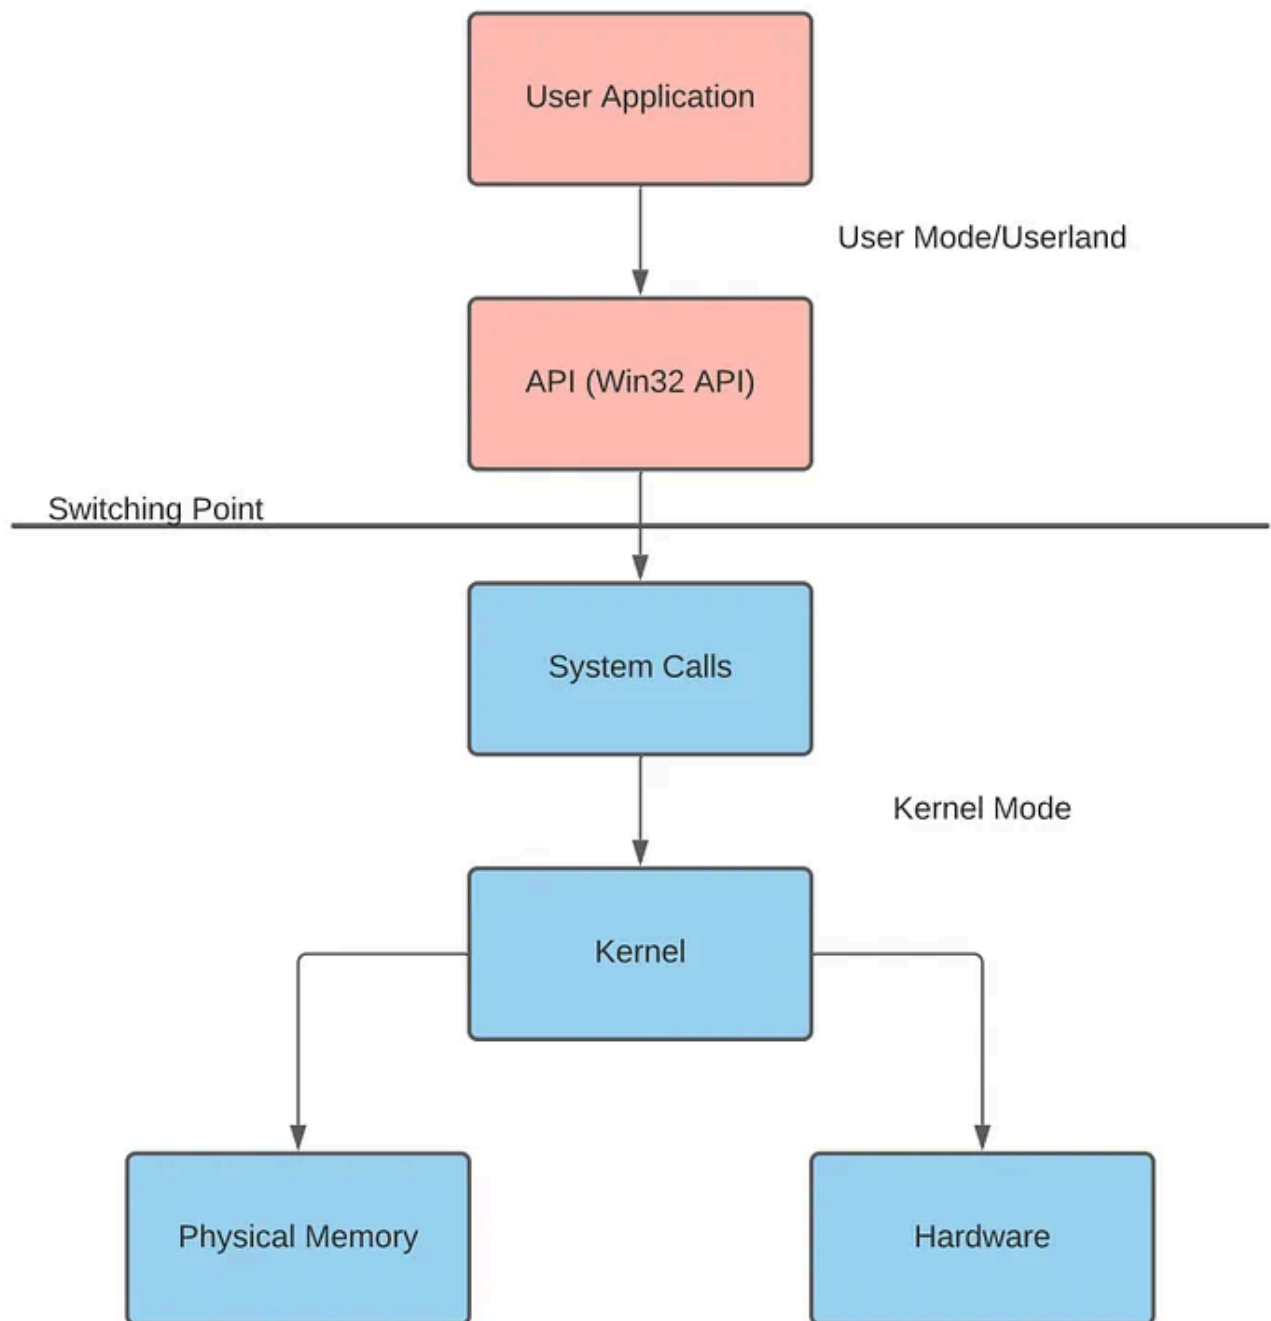 User Application
User Mode/Userland
API (Win32 API)
Switching Point
System Calls
Kernel Mode
Kernel
Physical Memory
Hardware